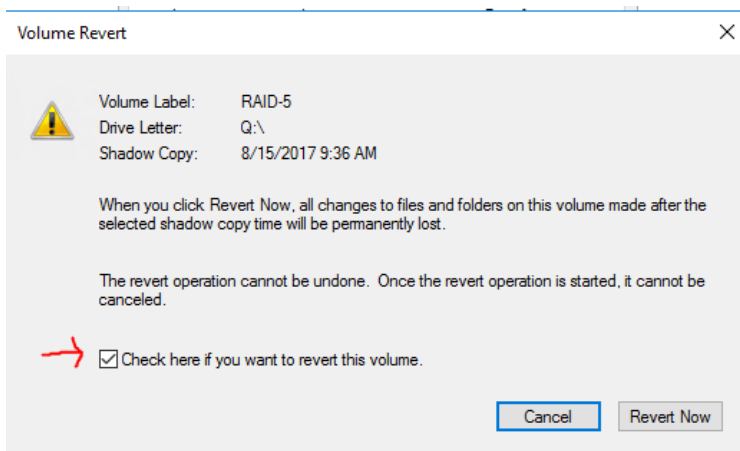 Volume Revert
Volume Label: RAID-5
Drive Letter: Q:\
Shadow Copy: 8/15/2017 9:36 AM
When you click Revert Now, all changes to files and folders on this volume made after the
selected shadow copy time will be permanently lost.
The revert operation cannot be undone. Once the revert operation is started, it cannot be
canceled.
Check here if you want to revert this volume.
Cancel Revert Now